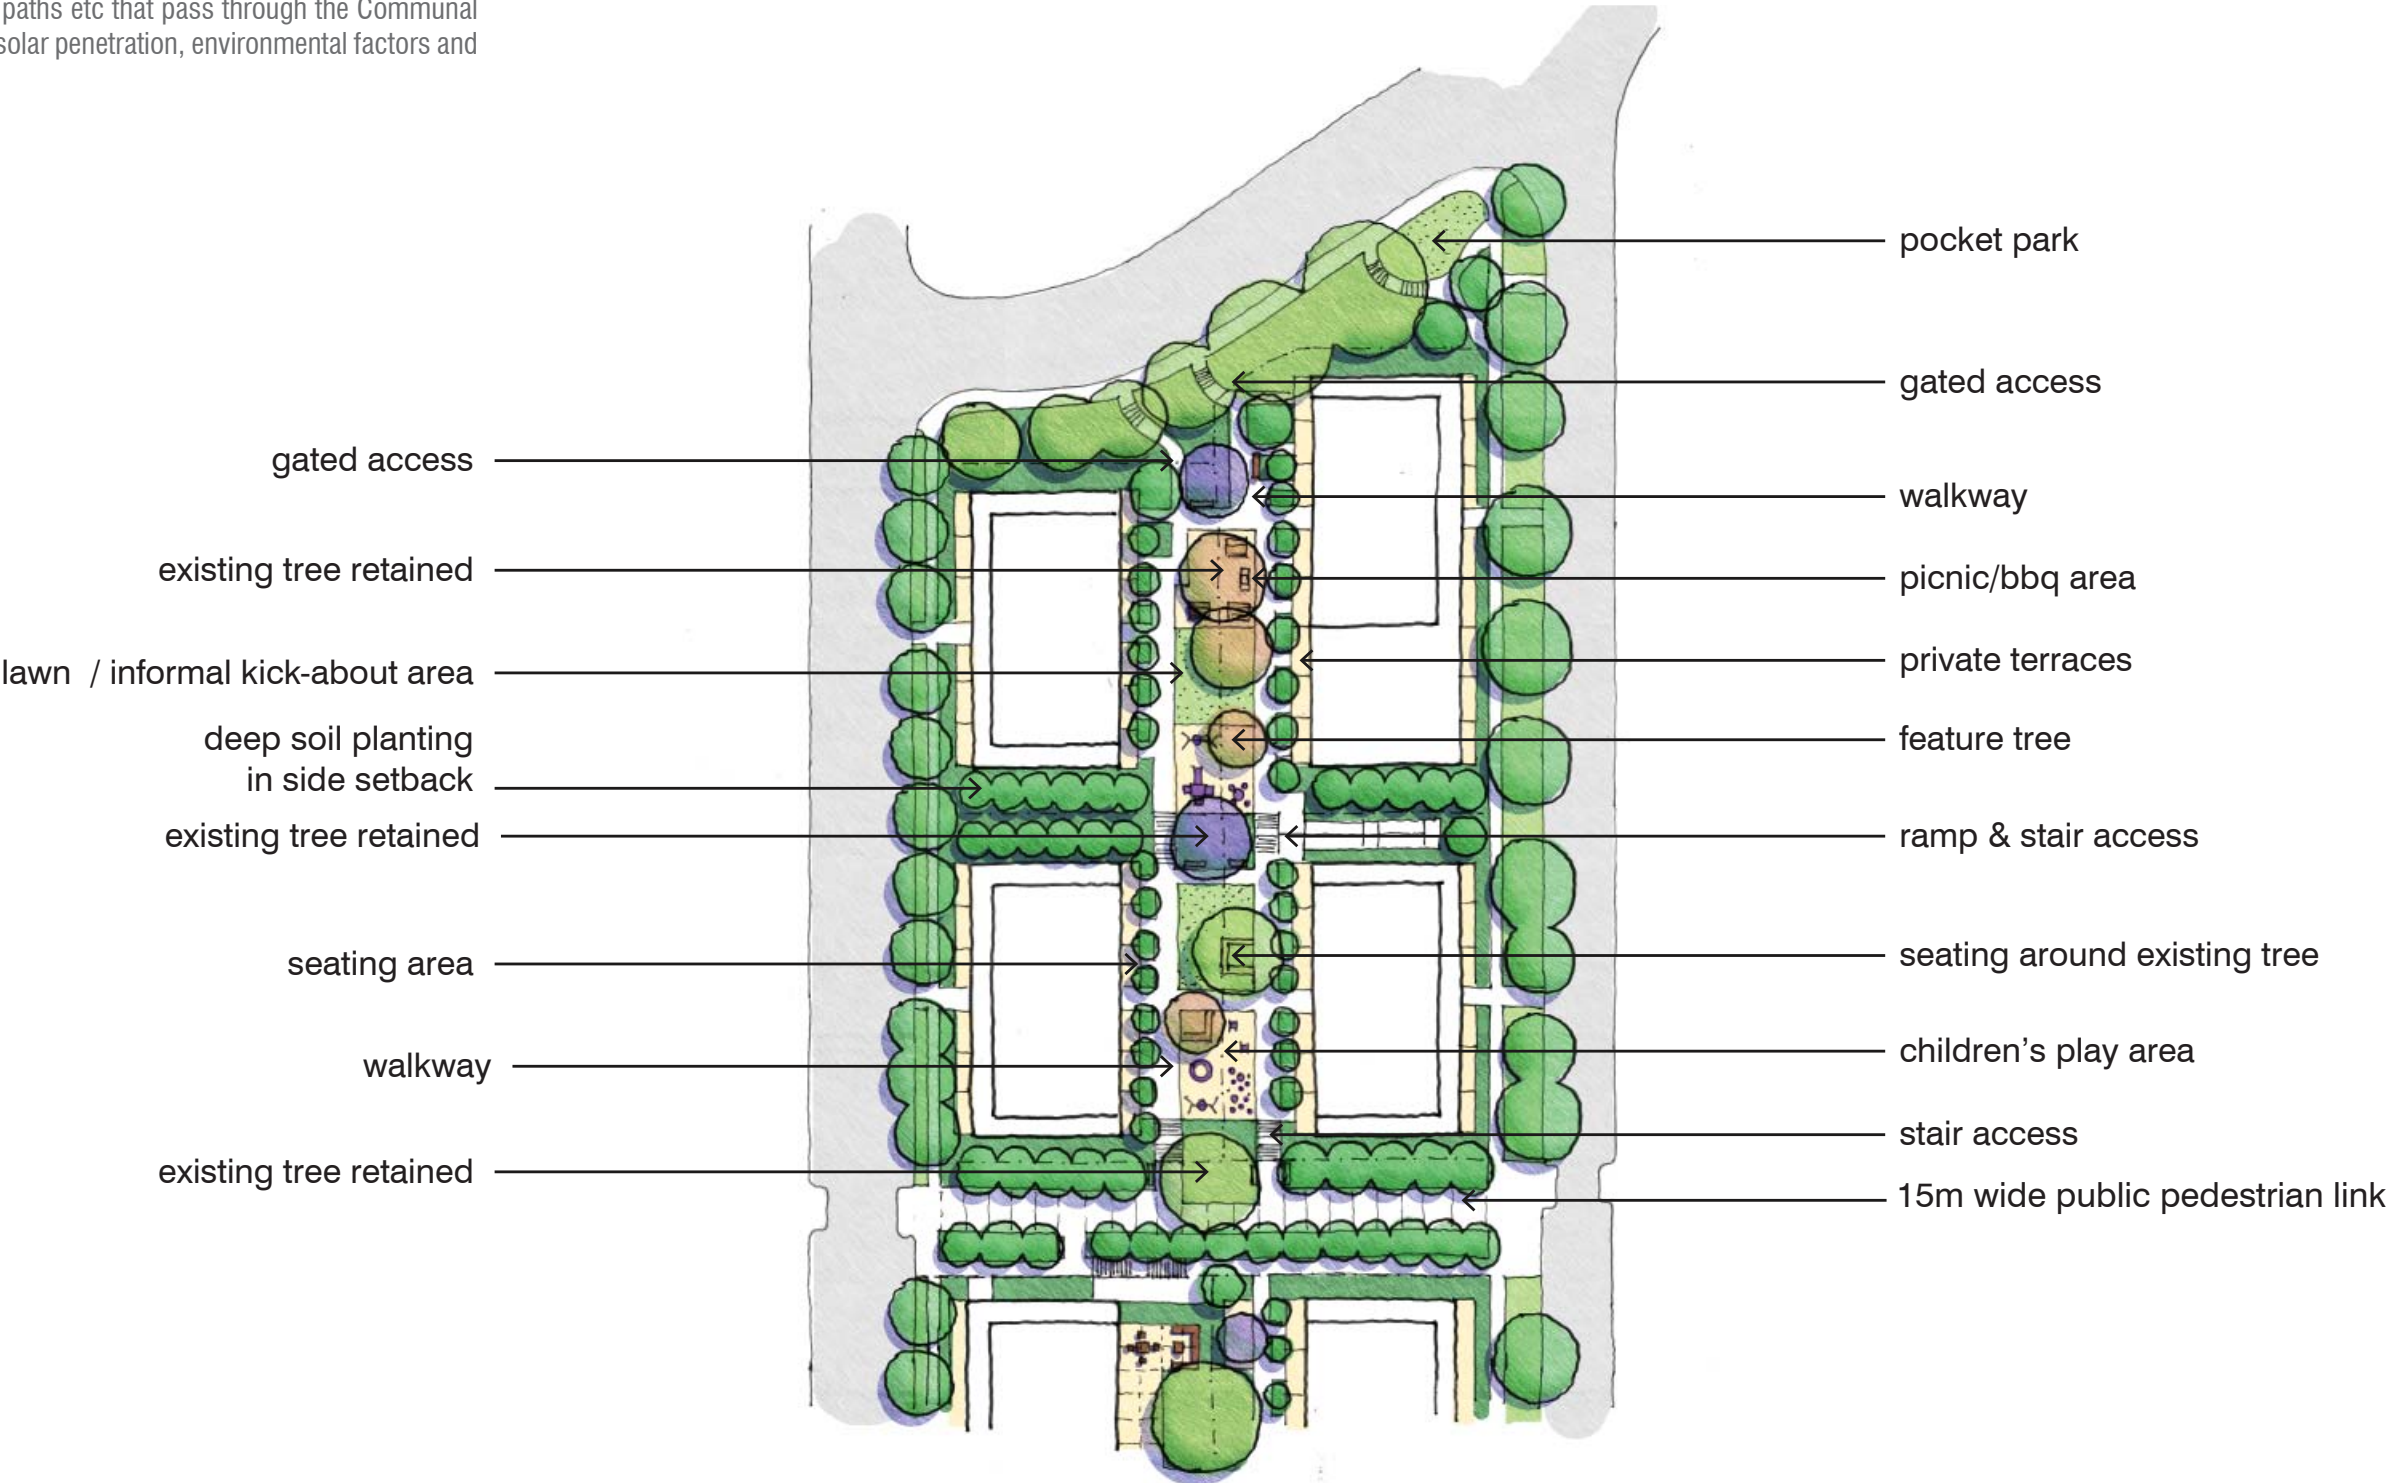 paths etc that pass through the Communal
solar penetration, environmental factors and
pocket park
gated access
gated access
walkway
existing tree retained
picnic/bbq area
private terraces
lawn / informal kick-about area
deep soil planting
in side setback
feature tree
existing tree retained
ramp & stair access
seating area
seating around existing tree
walkway
children's play area
stair access
existing tree retained
15m wide public pedestrian link